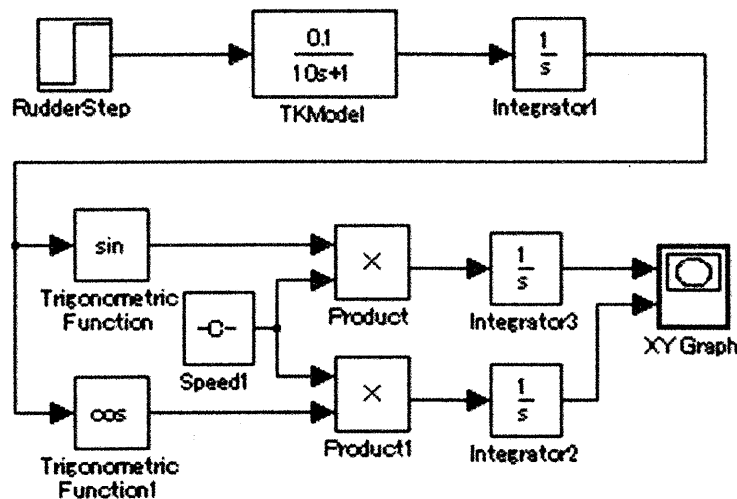 0.1
10s+1
1
s
RudderStep
TKModel
Integrator1
sin
Trigonometric
Function
×
Product
1
s
Integrator3
XY Graph
-C-
Speed1
cos
Trigonometric
Function1
×
Product1
1
s
Integrator2